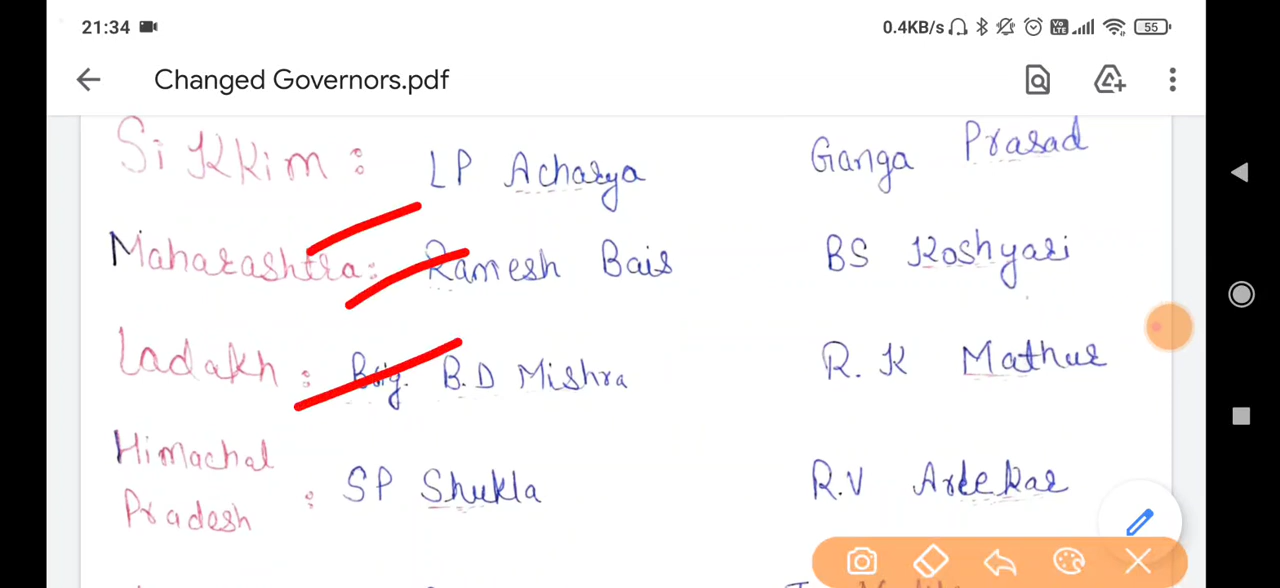 21:34 0.4KB/s 55
Changed Governors.pdf
Sikkim : LP Acharya Ganga Prasad
Maharashtra : Ramesh Bais BS Koshyari
Ladakh : Brig. B.D Mishra R. K Mathur
Himachal
Pradesh : SP Shukla R.V Arlekar